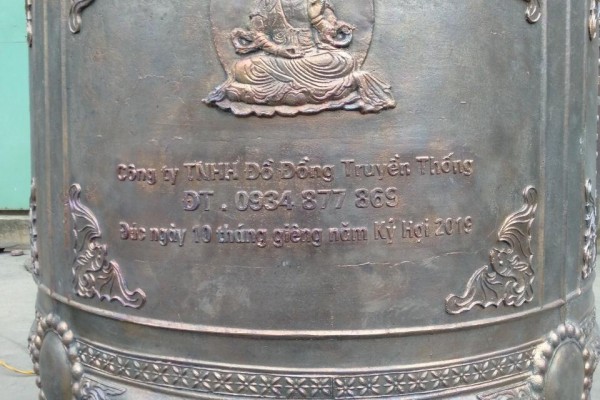 Công ty TNHH Đồ Đồng Truyền Thống
ĐT . 0934 877 869
Đúc ngày 10 tháng giêng năm Kỷ Hợi 2019